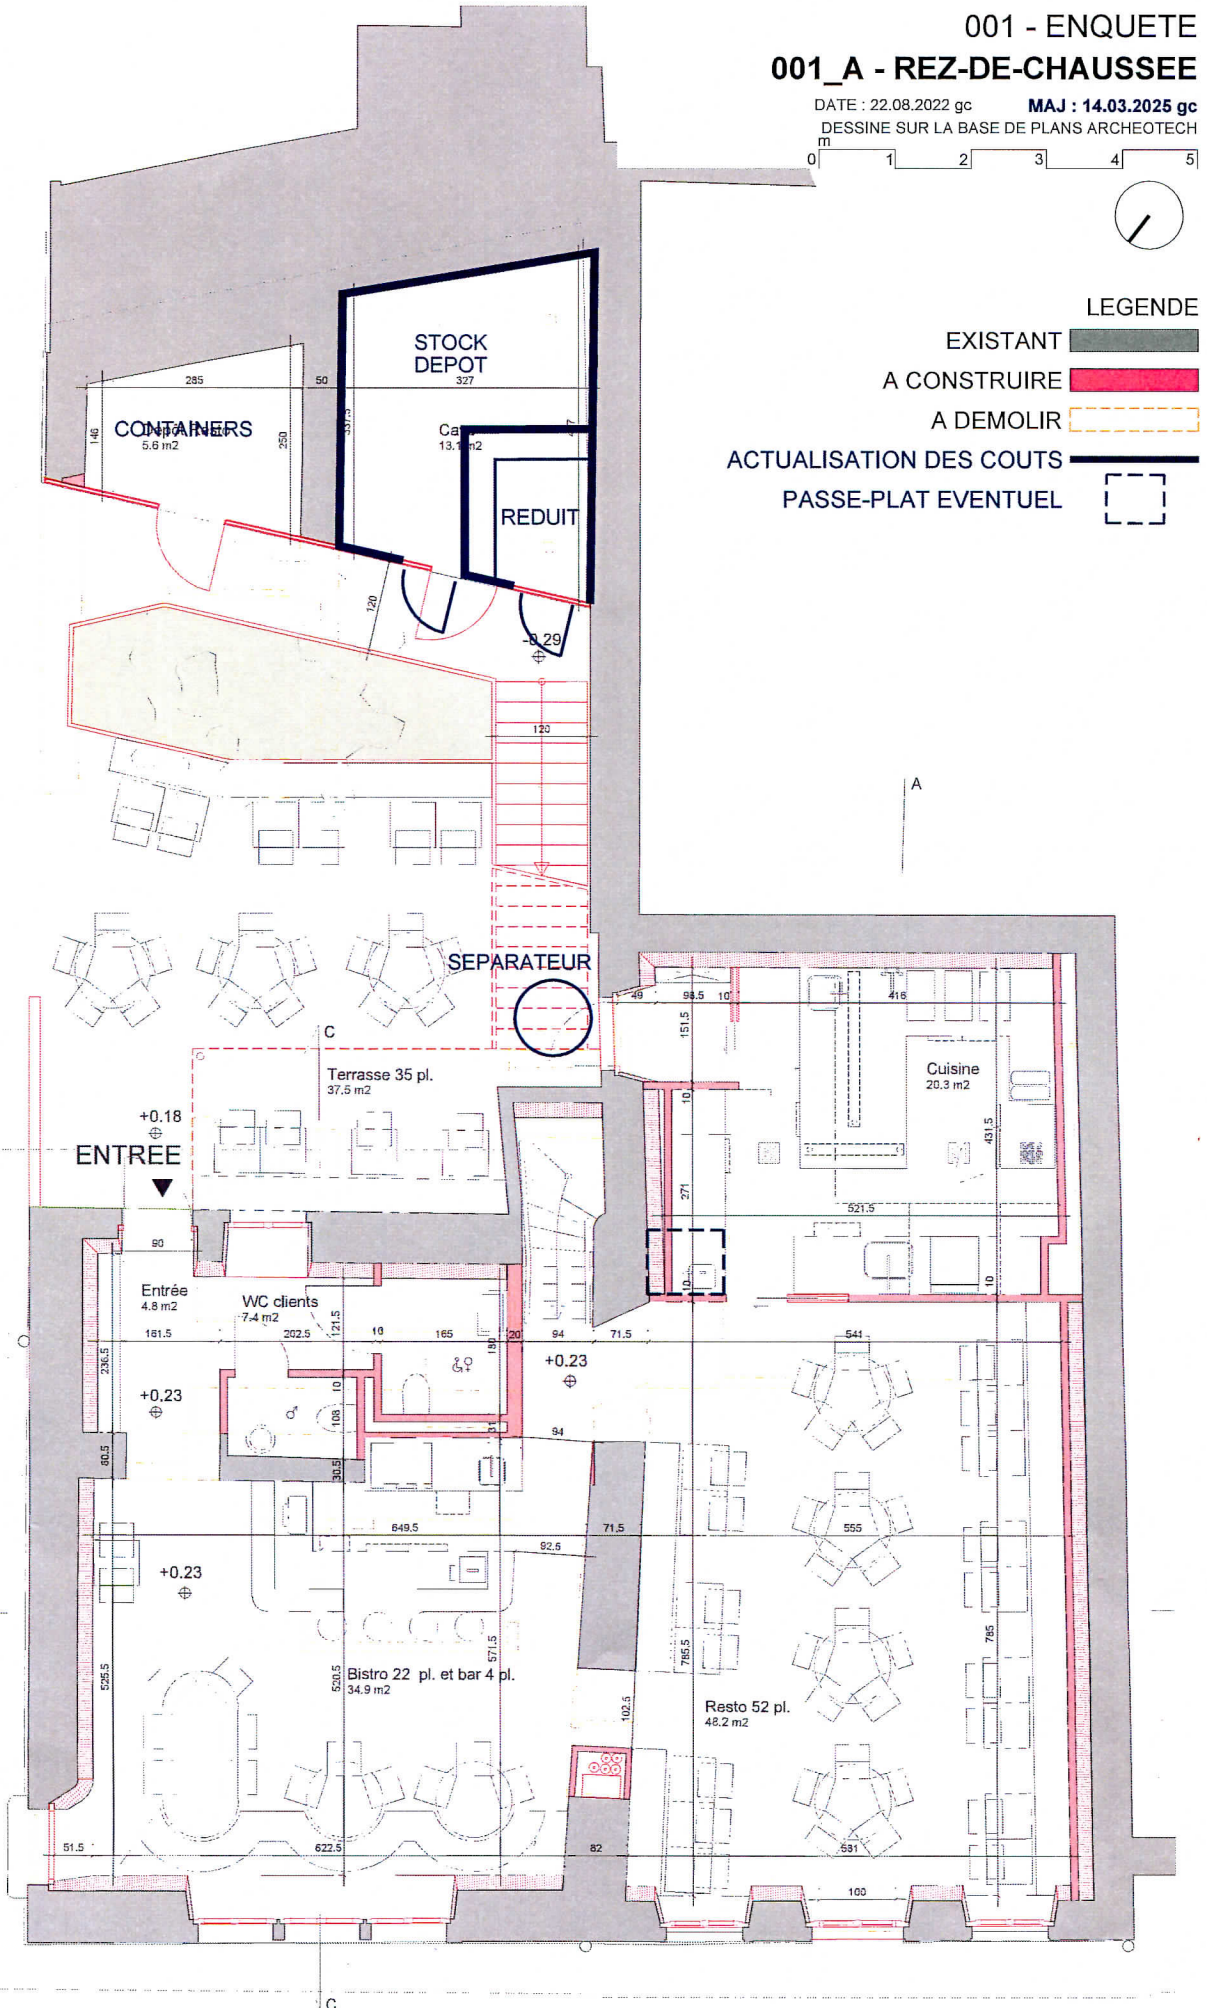 001 - ENQUETE
001_A - REZ-DE-CHAUSSEE
DATE : 22.08.2022 gc
MAJ : 14.03.2025 gc
DESSINE SUR LA BASE DE PLANS ARCHEOTECH
m
0 1 2 3 4 5
LEGENDE
EXISTANT
A CONSTRUIRE
A DEMOLIR
ACTUALISATION DES COUTS
PASSE-PLAT EVENTUEL
STOCK
DEPOT
285
50
327
CONTAINERS
5.6 m2
146
250
337.5
REDUIT
120
-0.29
120
A
SEPARATEUR
49
98.5
10
416
151.5
C
Terrasse 35 pl.
37.5 m2
Cuisine
20.3 m2
+0.18
ENTREE
10
431.5
271
521.5
90
Entrée
4.8 m2
WC clients
7.4 m2
121.5
10
10
161.5
202.5
10
165
20
94
71.5
541
236.5
180
+0.23
+0.23
10
108
31
94
80.5
30.5
649.5
92.5
71.5
555
+0.23
525.5
520.5
571.5
785.5
785
Bistro 22 pl. et bar 4 pl.
34.9 m2
102.5
Resto 52 pl.
48.2 m2
51.5
622.5
82
531
100
C